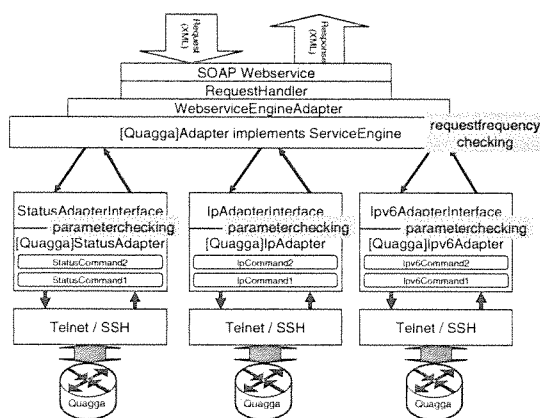 Request
(XML)
Response
(XML)
SOAP Webservice
RequestHandler
WebserviceEngineAdapter
[Quagga]Adapter implements ServiceEngine
requestfrequency
checking
StatusAdapterInterface
parameterchecking
[Quagga]StatusAdapter
StatusCommand2
StatusCommand1
Telnet / SSH
Quagga
IpAdapterInterface
parameterchecking
[Quagga]IpAdapter
IpCommand2
IpCommand1
Telnet / SSH
Quagga
Ipv6AdapterInterface
parameterchecking
[Quagga]Ipv6Adapter
Ipv6Command2
Ipv6Command1
Telnet / SSH
Quagga